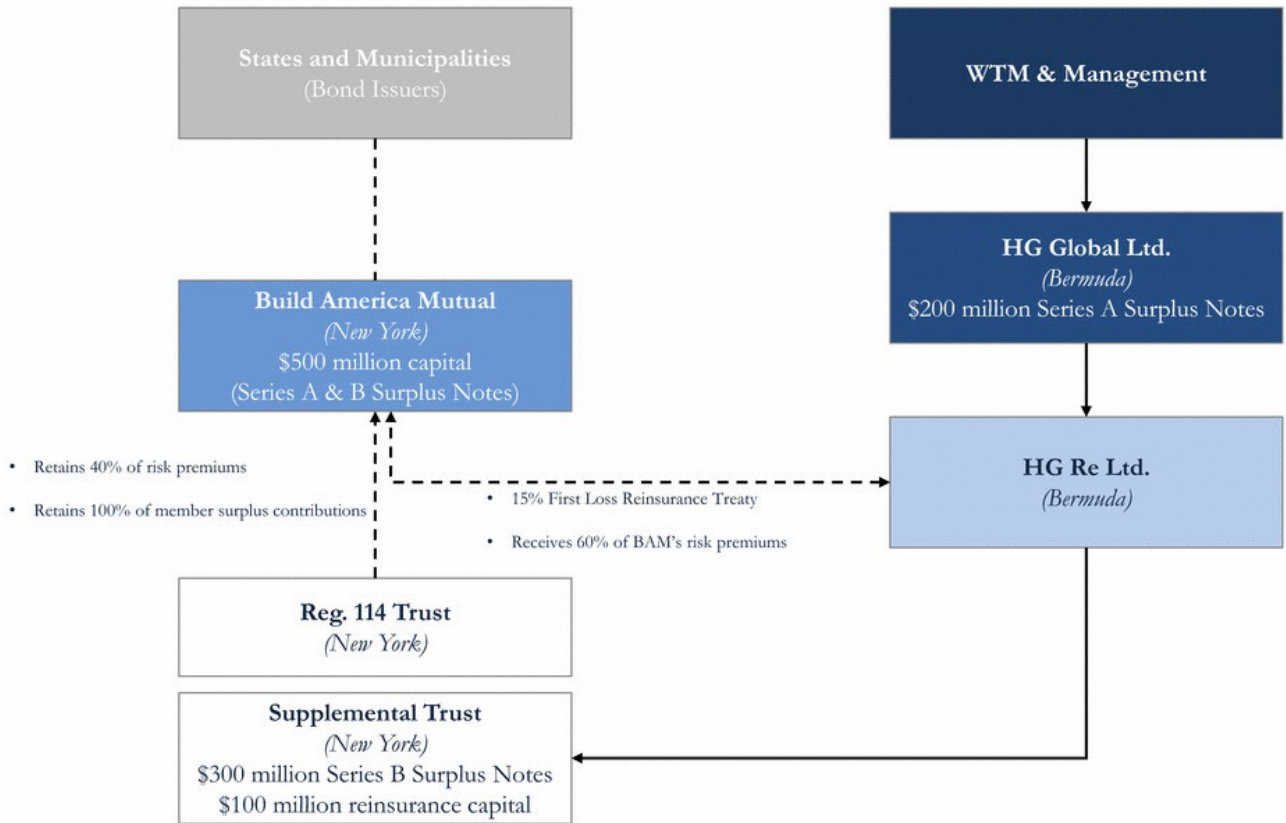 States and Municipalities
(Bond Issuers)
WTM & Management
HG Global Ltd.
(Bermuda)
$200 million Series A Surplus Notes
Build America Mutual
(New York)
$500 million capital
(Series A & B Surplus Notes)
HG Re Ltd.
(Bermuda)
• Retains 40% of risk premiums
• Retains 100% of member surplus contributions
• 15% First Loss Reinsurance Treaty
• Receives 60% of BAM's risk premiums
Reg. 114 Trust
(New York)
Supplemental Trust
(New York)
$300 million Series B Surplus Notes
$100 million reinsurance capital